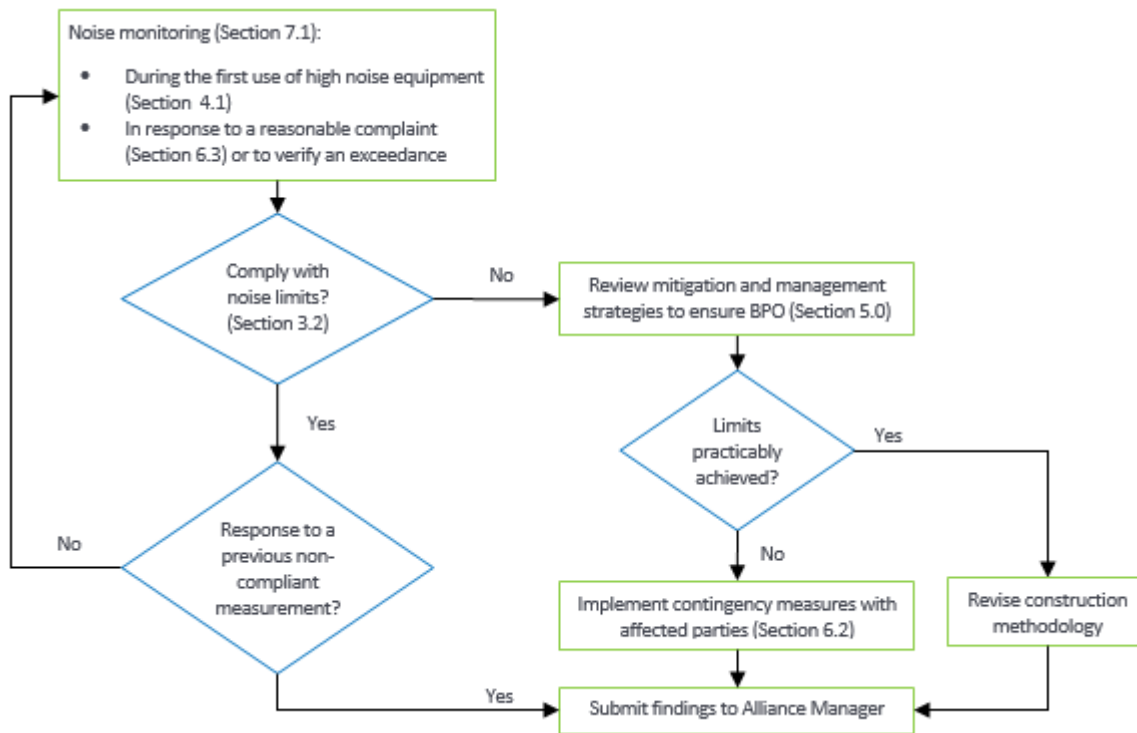 Noise monitoring (Section 7.1):
• During the first use of high noise equipment
(Section 4.1)
• In response to a reasonable complaint
(Section 6.3) or to verify an exceedance
Comply with
noise limits?
(Section 3.2)
No
Review mitigation and management
strategies to ensure BPO (Section 5.0)
Yes
Limits
practicably
achieved?
Yes
No
Response to a
previous non-
compliant
measurement?
No
Implement contingency measures with
affected parties (Section 6.2)
Revise construction
methodology
Yes
Submit findings to Alliance Manager